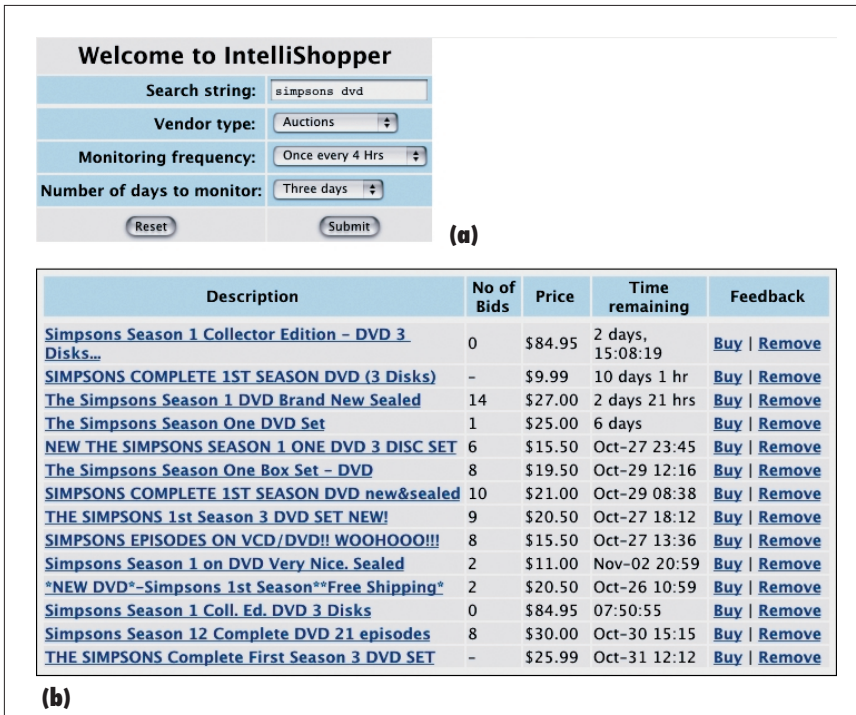 Welcome to IntelliShopper
Search string: simpsons dvd
Vendor type: Auctions
Monitoring frequency: Once every 4 Hrs
Number of days to monitor: Three days
Reset Submit
(a)
Description No of Bids Price Time remaining Feedback
Simpsons Season 1 Collector Edition – DVD 3 Disks... 0 $84.95 2 days, 15:08:19 Buy | Remove
SIMPSONS COMPLETE 1ST SEASON DVD (3 Disks) – $9.99 10 days 1 hr Buy | Remove
The Simpsons Season 1 DVD Brand New Sealed 14 $27.00 2 days 21 hrs Buy | Remove
The Simpsons Season One DVD Set 1 $25.00 6 days Buy | Remove
NEW THE SIMPSONS SEASON 1 ONE DVD 3 DISC SET 6 $15.50 Oct–27 23:45 Buy | Remove
The Simpsons Season One Box Set – DVD 8 $19.50 Oct–29 12:16 Buy | Remove
SIMPSONS COMPLETE 1ST SEASON DVD new&sealed 10 $21.00 Oct–29 08:38 Buy | Remove
THE SIMPSONS 1st Season 3 DVD SET NEW! 9 $20.50 Oct–27 18:12 Buy | Remove
SIMPSONS EPISODES ON VCD/DVD!! WOOHOOO!!! 8 $15.50 Oct–27 13:36 Buy | Remove
Simpsons Season 1 on DVD Very Nice. Sealed 2 $11.00 Nov–02 20:59 Buy | Remove
*NEW DVD*–Simpsons 1st Season**Free Shipping* 2 $20.50 Oct–26 10:59 Buy | Remove
Simpsons Season 1 Coll. Ed. DVD 3 Disks 0 $84.95 07:50:55 Buy | Remove
Simpsons Season 12 Complete DVD 21 episodes 8 $30.00 Oct–30 15:15 Buy | Remove
THE SIMPSONS Complete First Season 3 DVD SET – $25.99 Oct–31 12:12 Buy | Remove
(b)